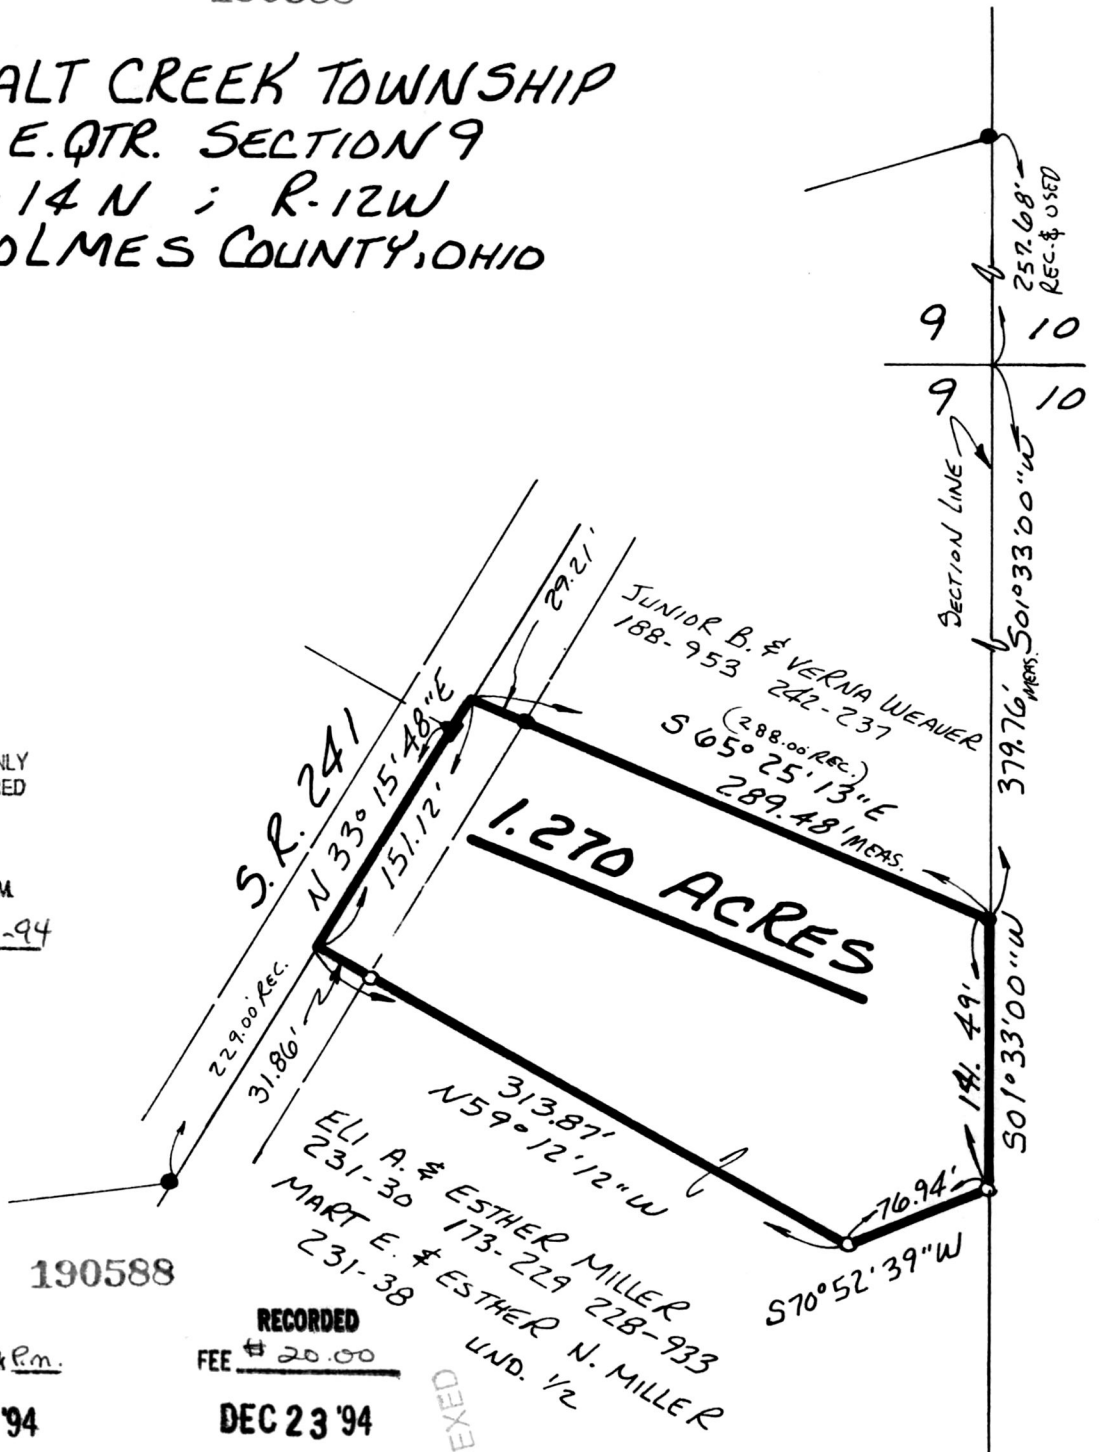 ALT CREEK TOWNSHIP
E. QTR. SECTION 9
14 N ; R-12W
OLMES COUNTY, OHIO
257.68'
REC. & USED
9 10
9 10
SECTION LINE
S01°33'00"W
379.76' MEAS.
29.21'
JUNIOR B. & VERNA WEAVER
188-953 242-237
(288.00 REC.)
S 65° 25' 13" E
289.48' MEAS.
S.R. 241
N 33° 15' 48" E
151.12'
1.270 ACRES
NLY
ED
M
-94
141.49'
S01°33'00"W
229.00' REC.
31.86'
313.87'
N59°12'12"W
76.94'
S70°52'39"W
ELI A. & ESTHER MILLER
231-30 173-229 228-933
MART E. & ESTHER N. MILLER
231-38 UND. 1/2
190588
RECORDED
P.m. FEE # 20.00
'94 DEC 23 '94
EXED